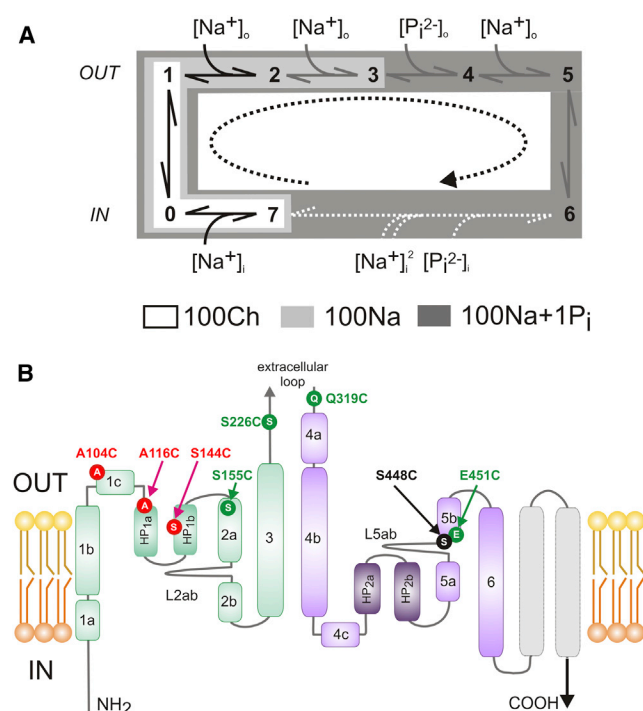 A
[Na+]o [Na+]o [Pi2-]o [Na+]o
OUT 1 2 3 4 5
IN 0 7 6
[Na+]i [Na+]i2 [Pi2-]i
100Ch 100Na 100Na+1Pi
B
extracellular
loop
Q Q319C
S226C S
4a
A104C A116C S144C
S155C
S448C E451C
OUT
A 1c
A S S
HP1a HP1b 2a
5b
S E
L5ab
1b 3 4b
HP2a HP2b 5a 6
L2ab
1a 2b
4c
IN
NH2
COOH